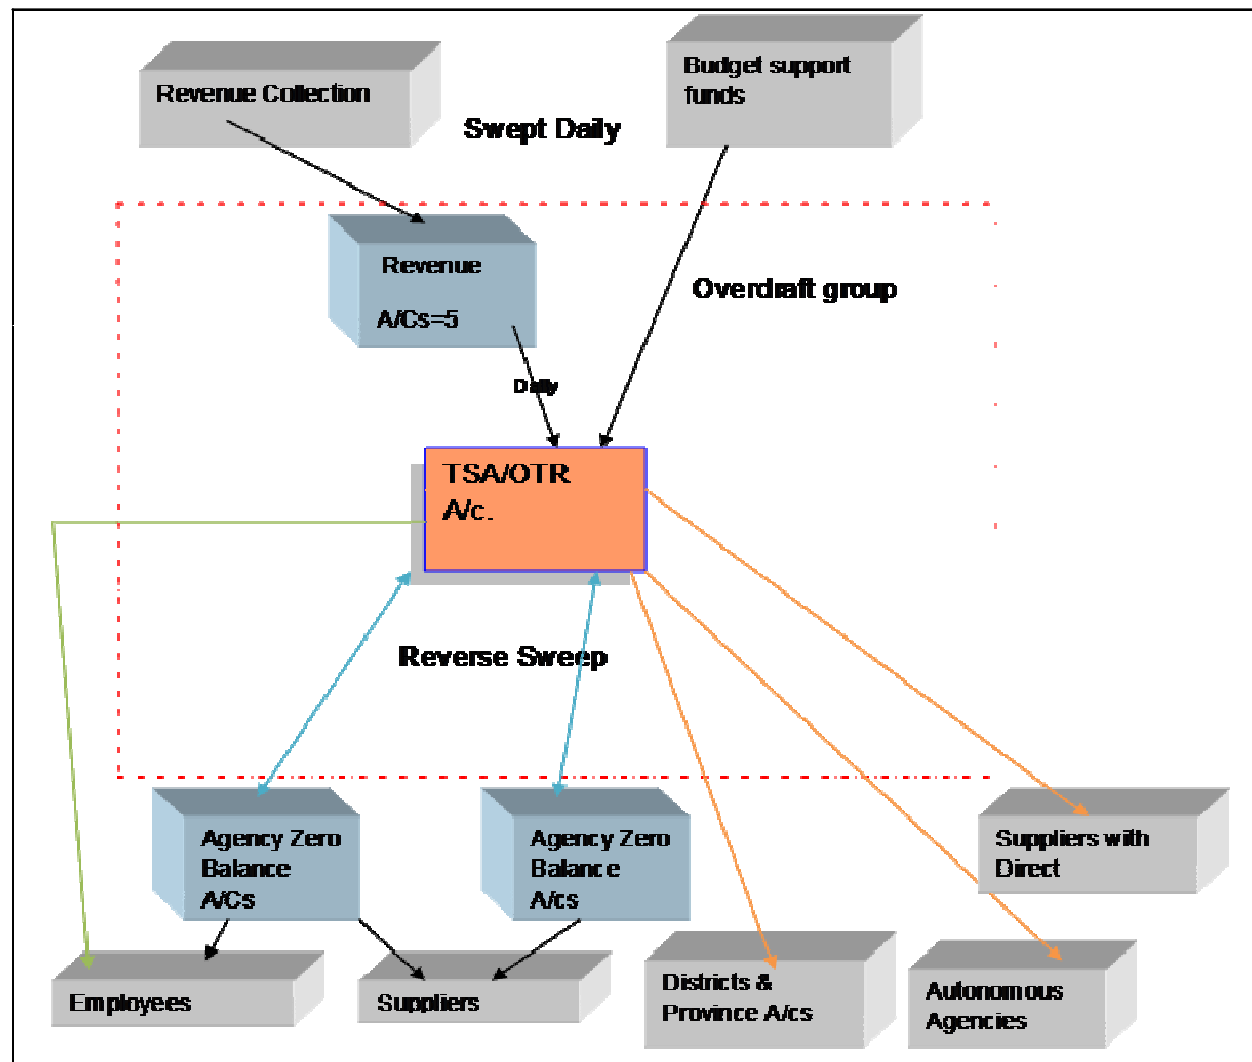 Revenue Collection
Budget support
funds
Swept Daily
Revenue
A/Cs=5
Overdraft group
Daily
TSA/OTR
A/c.
Reverse Sweep
Agency Zero
Balance
A/Cs
Agency Zero
Balance
A/cs
Suppliers with
Direct
Employees
Suppliers
Districts &
Province A/cs
Autonomous
Agencies